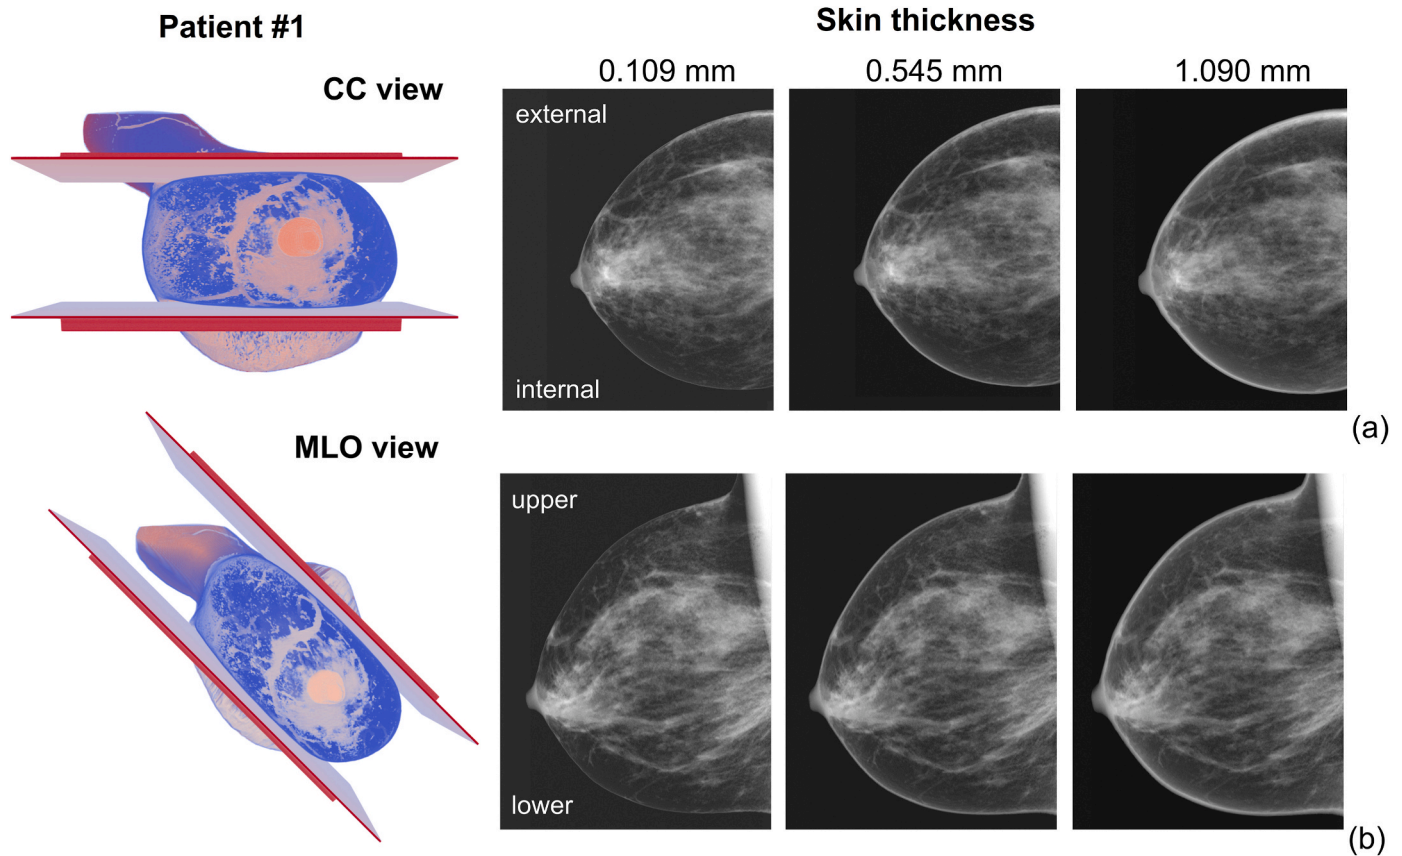 Patient #1
Skin thickness
CC view
0.109 mm
0.545 mm
1.090 mm
external
internal
(a)
MLO view
upper
lower
(b)